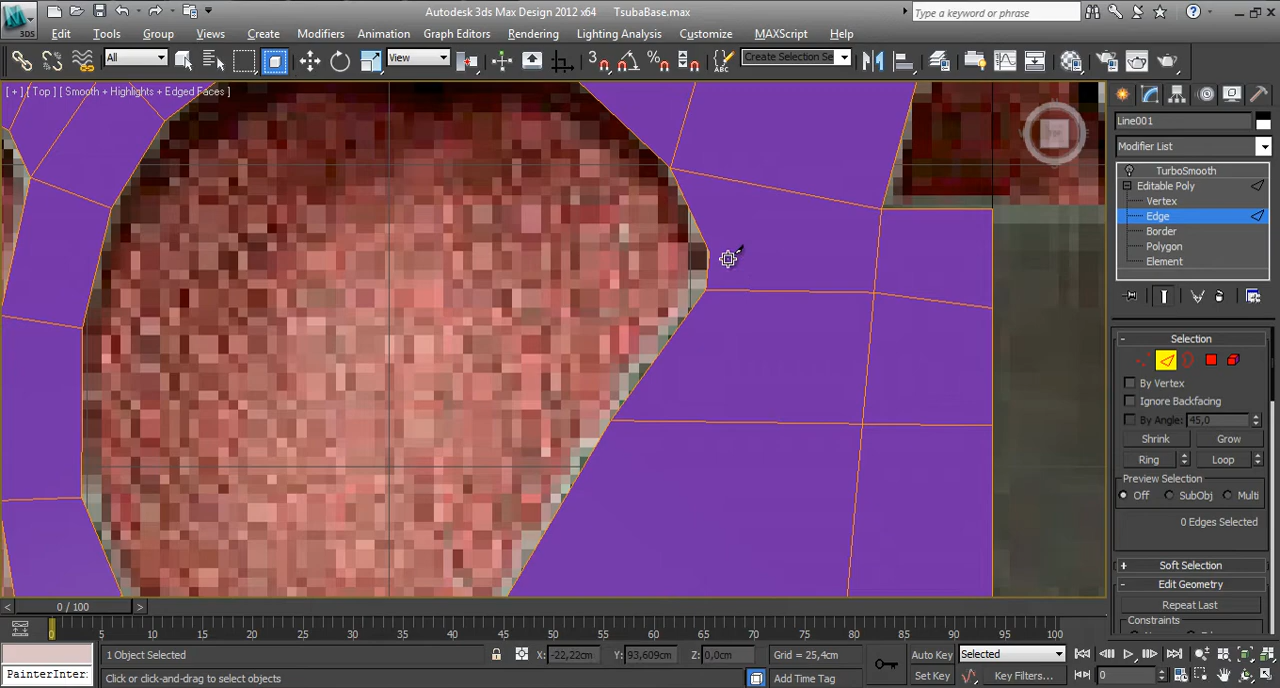 Autodesk 3ds Max Design 2012 x64 TsubaBase.max
Type a keyword or phrase
3DS
Edit Tools Group Views Create Modifiers Animation Graph Editors Rendering Lighting Analysis Customize MAXScript Help
All View Create Selection Se
[ + ] [ Top ] [ Smooth + Highlights + Edged Faces ]
Line001
Modifier List
TurboSmooth
Editable Poly
Vertex
Edge
Border
Polygon
Element
- Selection
By Vertex
Ignore Backfacing
By Angle: 45,0
Shrink Grow
Ring Loop
Preview Selection
Off SubObj Multi
0 Edges Selected
+ Soft Selection
- Edit Geometry
Repeat Last
Constraints
< 0 / 100 >
0 5 10 15 20 25 30 35 40 45 50 55 60 65 70 75 80 85 90 95 100
1 Object Selected X: -22,22cm Y: 93,609cm Z: 0,0cm Grid = 25,4cm Auto Key Selected
PainterInter: Click or click-and-drag to select objects Add Time Tag Set Key Key Filters... 0